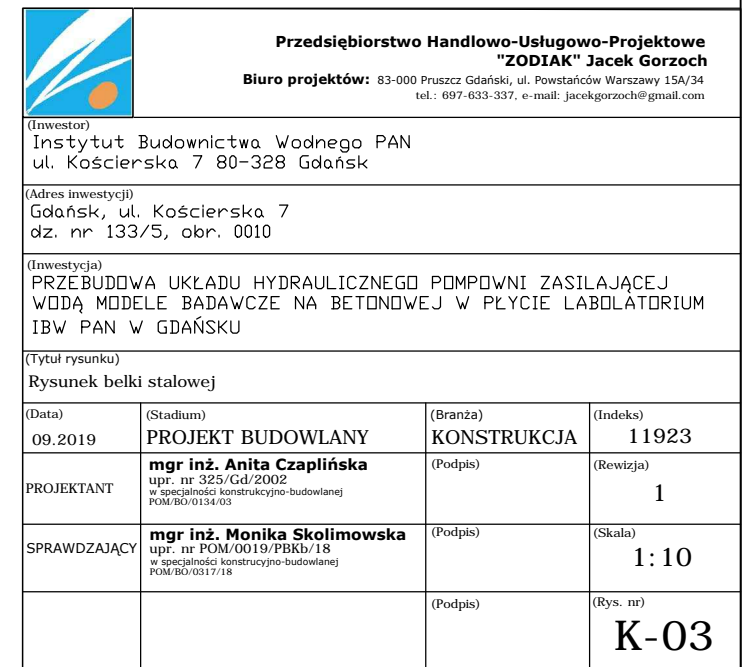 Przedsiębiorstwo Handlowo-Usługowo-Projektowe
"ZODIAK" Jacek Gorzoch
Biuro projektów: 83-000 Pruszcz Gdański, ul. Powstańców Warszawy 15A/34
tel.: 697-633-337, e-mail: jacekgorzoch@gmail.com
(Inwestor)
Instytut Budownictwa Wodnego PAN
ul. Kościerska 7 80-328 Gdańsk
(Adres inwestycji)
Gdańsk, ul. Kościerska 7
dz. nr 133/5, obr. 0010
(Inwestycja)
PRZEBUDOWA UKŁADU HYDRAULICZNEGO POMPOWNI ZASILAJĄCEJ
WODĄ MODELE BADAWCZE NA BETONOWEJ W PŁYCIE LABOLATORIUM
IBW PAN W GDAŃSKU
(Tytuł rysunku)
Rysunek belki stalowej
(Data) (Stadium) (Branża) (Indeks)
09.2019 PROJEKT BUDOWLANY KONSTRUKCJA 11923
PROJEKTANT
mgr inż. Anita Czaplińska
upr. nr 325/Gd/2002
w specjalności konstrukcyjno-budowlanej
POM/BO/0134/03
(Podpis)
(Rewizja)
1
SPRAWDZAJĄCY
mgr inż. Monika Skolimowska
upr. nr POM/0019/PBKb/18
w specjalności konstrucyjno-budowlanej
POM/BO/0317/18
(Podpis)
(Skala)
1:10
(Podpis)
(Rys. nr)
K-03